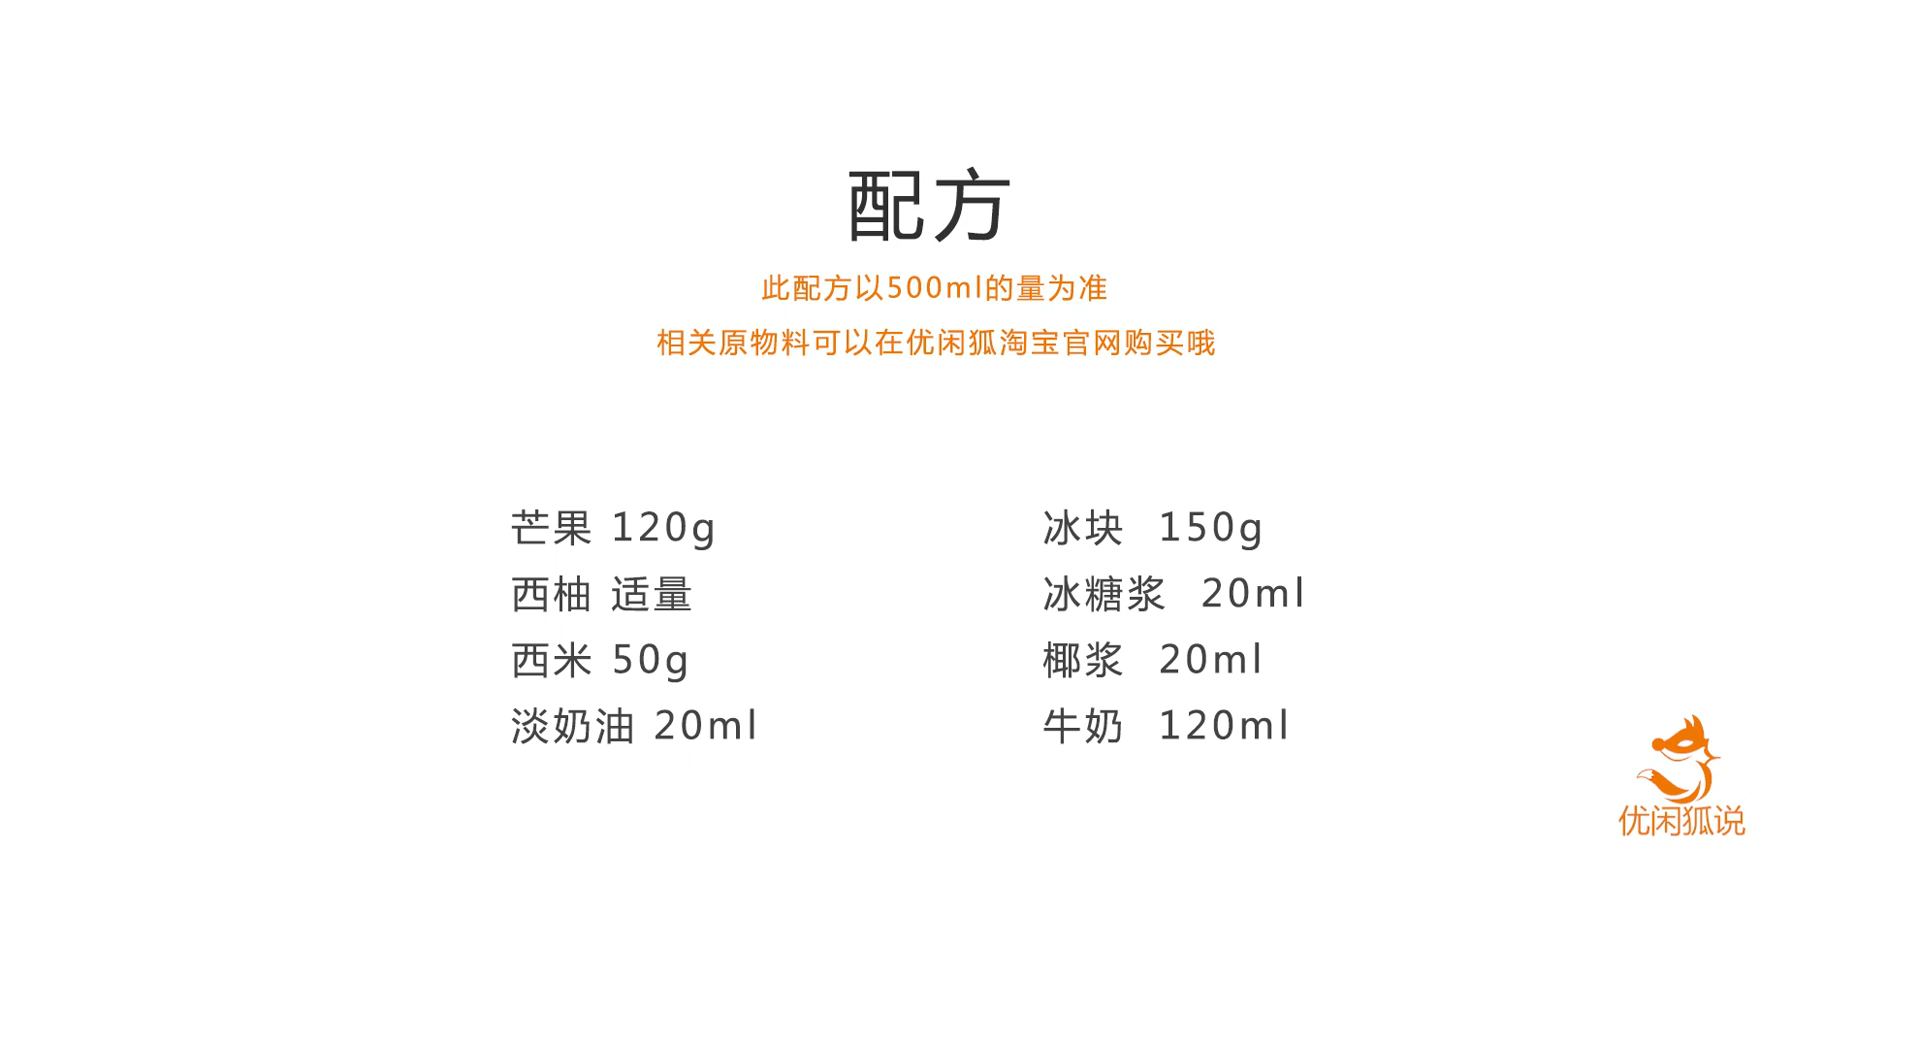 配方
此配方以500ml的量为准
相关原物料可以在优闲狐淘宝官网购买哦
芒果 120g
西柚 适量
西米 50g
淡奶油 20ml
冰块 150g
冰糖浆 20ml
椰浆 20ml
牛奶 120ml
优闲狐说